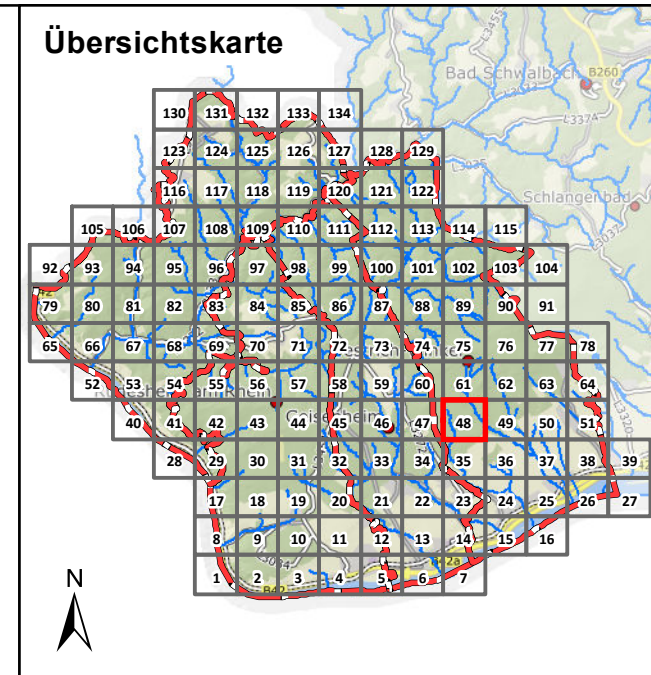 Übersichtskarte
Bad Schwalbach
B260
L3374
L3035
Schlangenbad
L3037
130 131 132 133 134
123 124 125 126 127 128 129
116 117 118 119 120 121 122
105 106 107 108 109 110 111 112 113 114 115
92 93 94 95 96 97 98 99 100 101 102 103 104
79 80 81 82 83 84 85 86 87 88 89 90 91
65 66 67 68 69 70 71 72 73 74 75 76 77 78
52 53 54 55 56 57 58 59 60 61 62 63 64
40 41 42 43 44 45 46 47 48 49 50 51
Geisenheim
28 29 30 31 32 33 34 35 36 37 38 39
17 18 19 20 21 22 23 24 25 26 27
8 9 10 11 12 13 14 15 16
1 2 3 4 5 6 7
L3034
B42
B42a
L3320
N